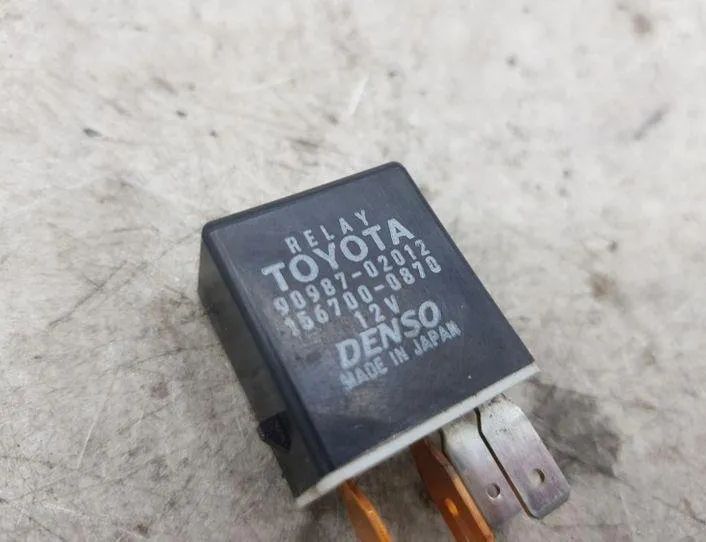 RELAY
TOYOTA
90987-02012
156700-0870
12V
DENSO
MADE IN JAPAN